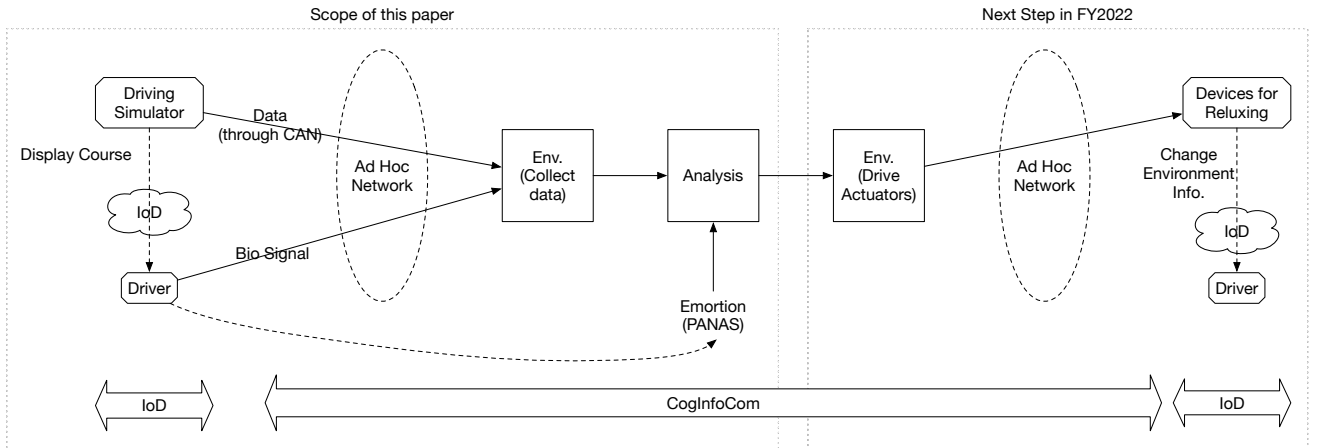 Scope of this paper
Next Step in FY2022
Driving
Simulator
Data
(through CAN)
Display Course
IoD
Driver
Bio Signal
Ad Hoc
Network
Env.
(Collect
data)
Analysis
Emortion
(PANAS)
Env.
(Drive
Actuators)
Ad Hoc
Network
Devices for
Reluxing
Change
Environment
Info.
IoD
Driver
IoD
CogInfoCom
IoD